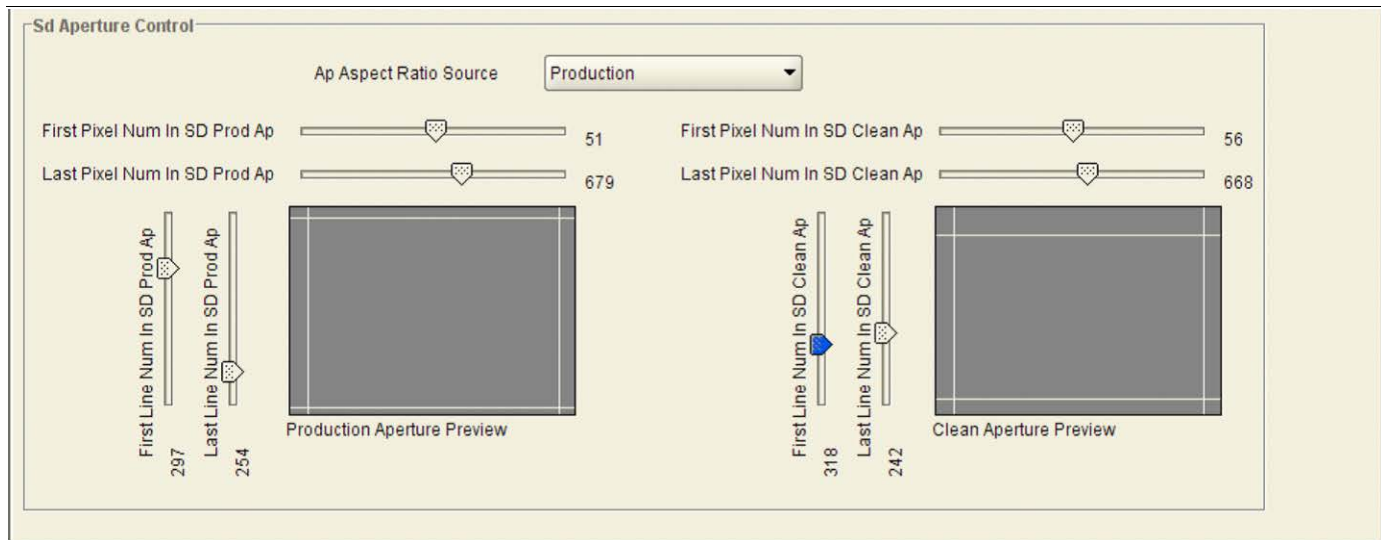 Sd Aperture Control
Ap Aspect Ratio Source
Production
First Pixel Num In SD Prod Ap
51
Last Pixel Num In SD Prod Ap
679
First Line Num In SD Prod Ap
297
Last Line Num In SD Prod Ap
254
Production Aperture Preview
First Pixel Num In SD Clean Ap
56
Last Pixel Num In SD Clean Ap
668
First Line Num In SD Clean Ap
318
Last Line Num In SD Clean Ap
242
Clean Aperture Preview